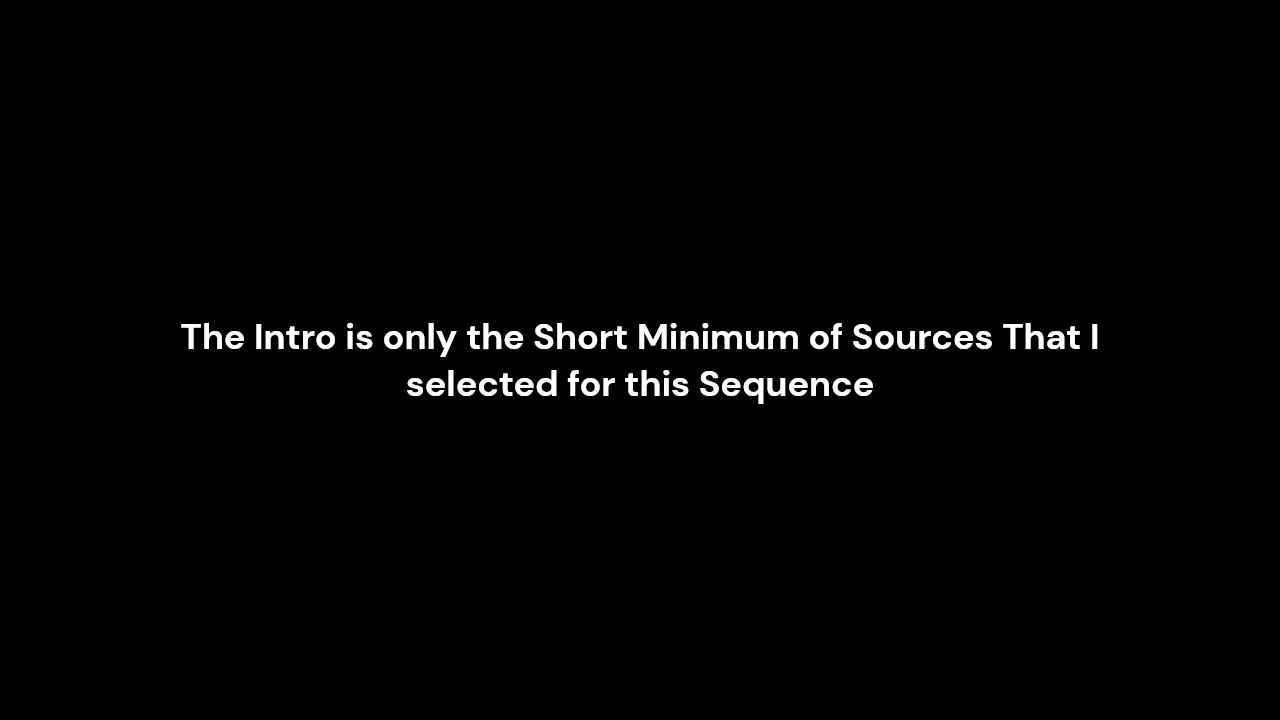 The Intro is only the Short Minimum of Sources That I
selected for this Sequence